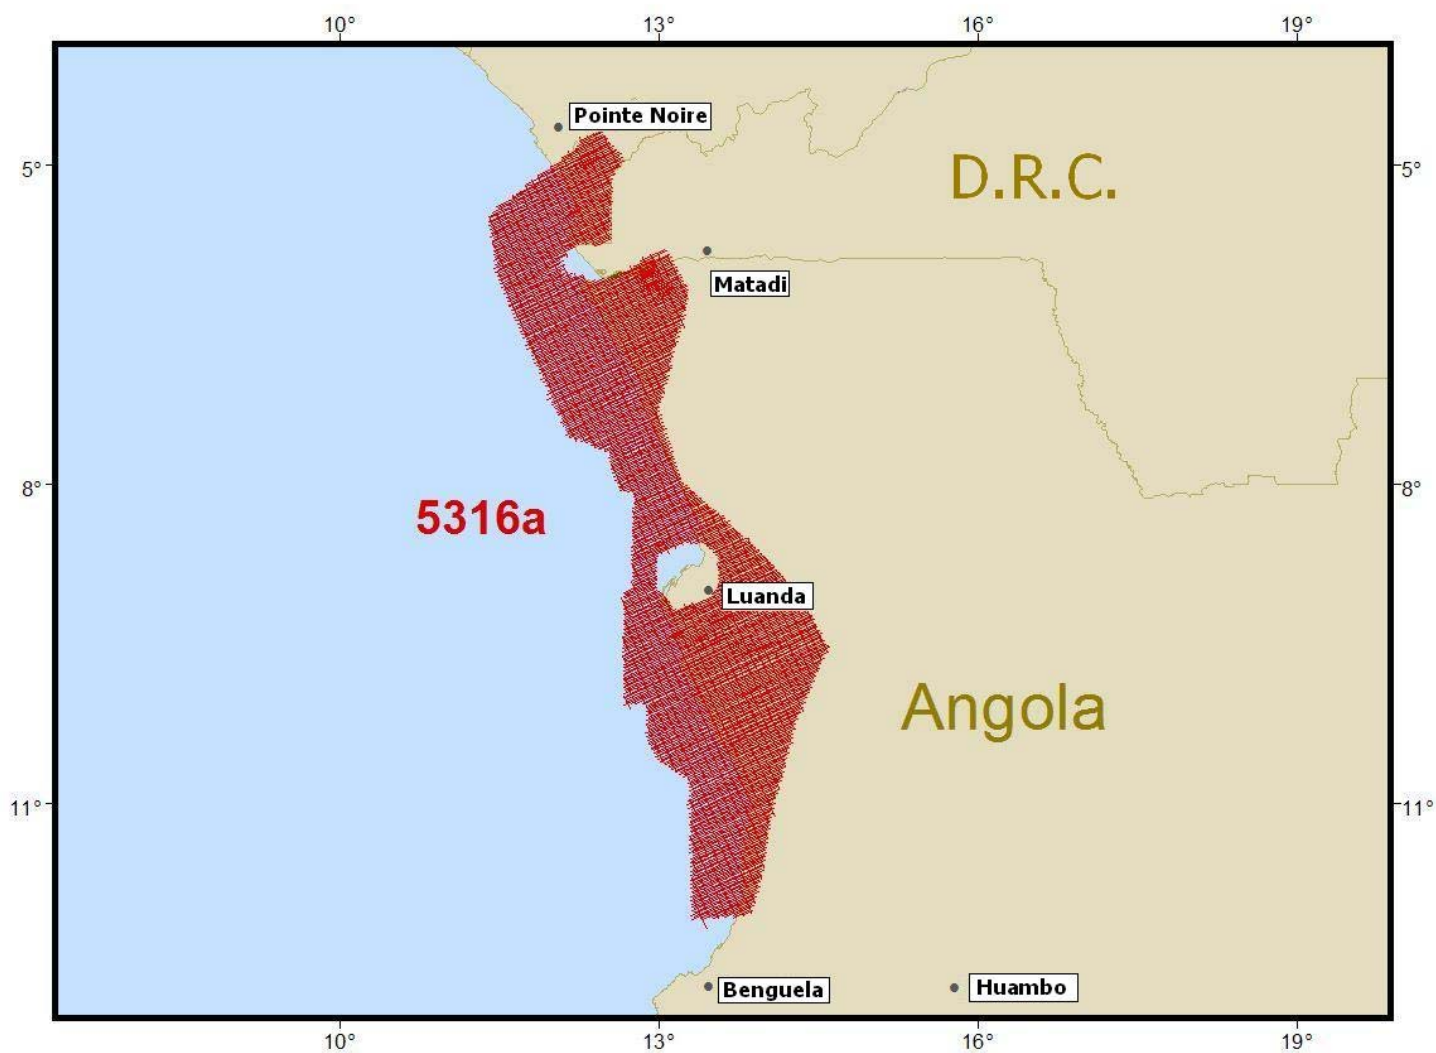 10° 13° 16° 19°
Pointe Noire
5° D.R.C. 5°
Matadi
8° 8°
5316a
Luanda
Angola
11° 11°
Benguela Huambo
10° 13° 16° 19°